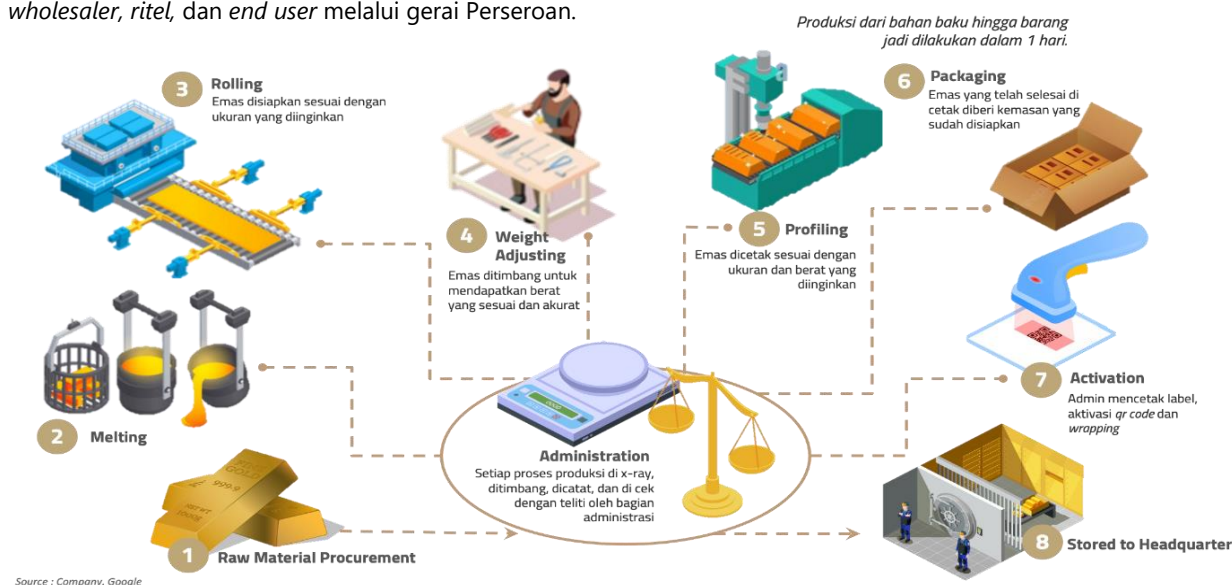 wholesaler, ritel, dan end user melalui gerai Perseroan.
Produksi dari bahan baku hingga barang
jadi dilakukan dalam 1 hari.
3
Rolling
Emas disiapkan sesuai dengan
ukuran yang diinginkan
6
Packaging
Emas yang telah selesai di
cetak diberi kemasan yang
sudah disiapkan
4
Weight
Adjusting
Emas ditimbang untuk
mendapatkan berat
yang sesuai dan akurat
5
Profiling
Emas dicetak sesuai dengan
ukuran dan berat yang
diinginkan
7
Activation
Admin mencetak label,
aktivasi qr code dan
wrapping
2
Melting
Administration
Setiap proses produksi di x-ray,
ditimbang, dicatat, dan di cek
dengan teliti oleh bagian
administrasi
999.9
1
Raw Material Procurement
8
Stored to Headquarter
Source : Company, Google